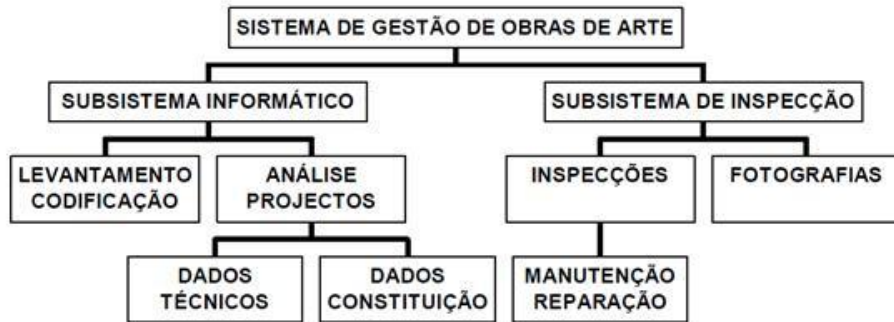 SISTEMA DE GESTÃO DE OBRAS DE ARTE
SUBSISTEMA INFORMÁTICO
SUBSISTEMA DE INSPECÇÃO
LEVANTAMENTO
CODIFICAÇÃO
ANÁLISE
PROJECTOS
INSPECÇÕES
FOTOGRAFIAS
DADOS
TÉCNICOS
DADOS
CONSTITUIÇÃO
MANUTENÇÃO
REPARAÇÃO